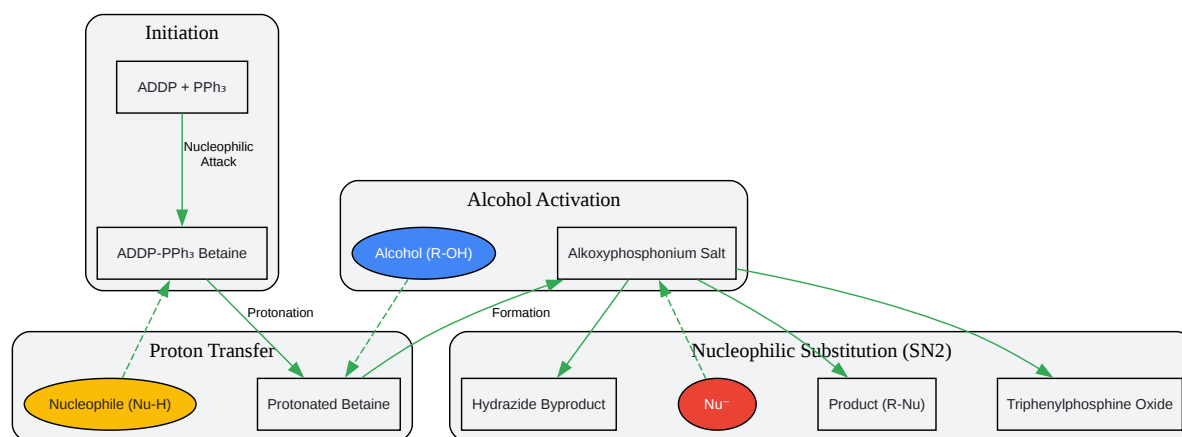 Initiation
ADDP + PPh₃
Nucleophilic
Attack
Alcohol Activation
ADDP-PPh₃ Betaine
Alcohol (R-OH)
Alkoxyphosphonium Salt
Protonation
Formation
Proton Transfer
Nucleophilic Substitution (SN2)
Nucleophile (Nu-H)
Protonated Betaine
Hydrazide Byproduct
Nu⁻
Product (R-Nu)
Triphenylphosphine Oxide